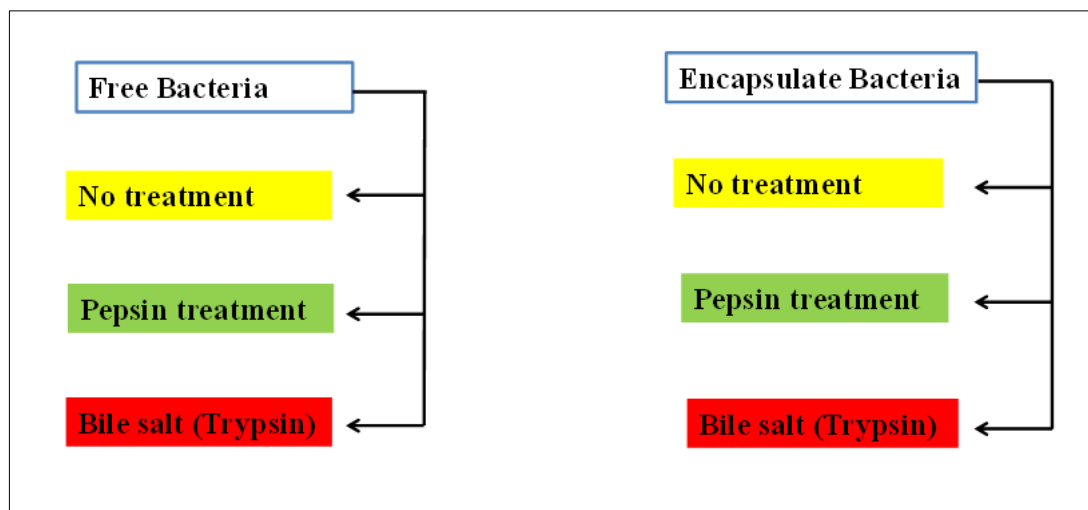 Free Bacteria
No treatment
Pepsin treatment
Bile salt (Trypsin)
Encapsulate Bacteria
No treatment
Pepsin treatment
Bile salt (Trypsin)